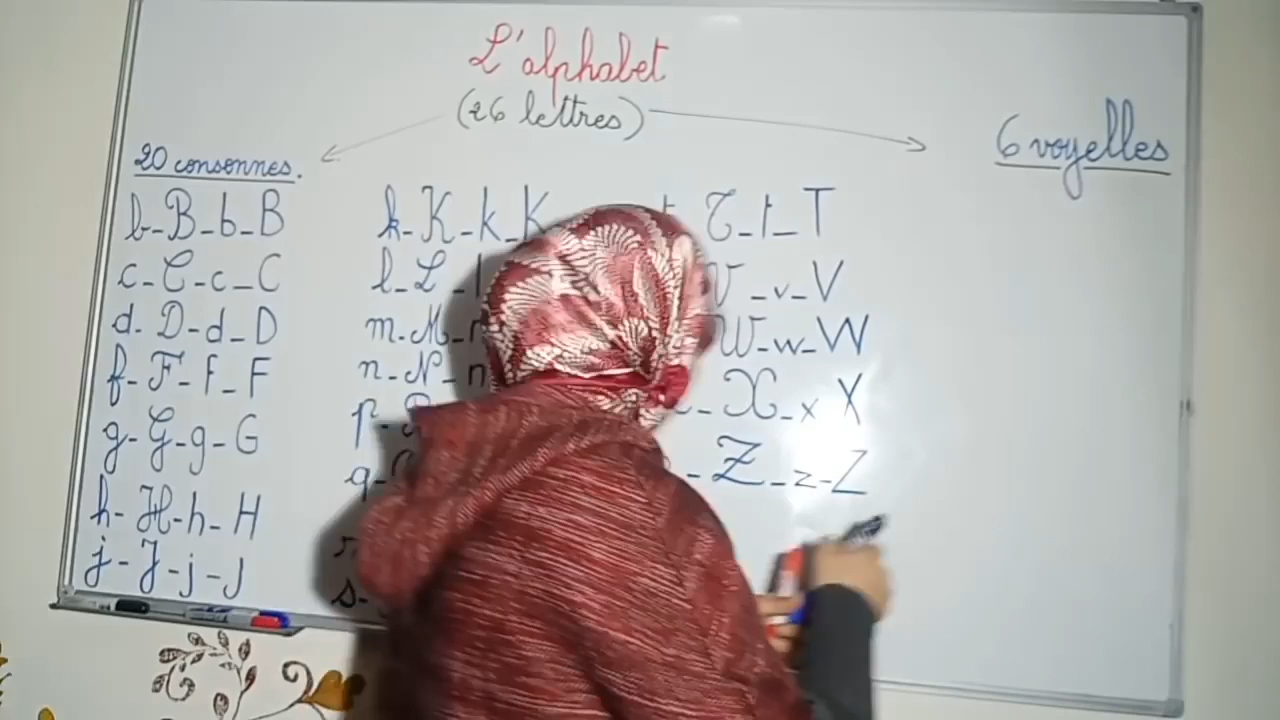 L'alphabet
(26 lettres)
20 consonnes.
6 voyelles
b-B-b-B
c-C-c-C
d-D-d-D
f-F-f-F
g-G-g-G
h-H-h-H
j-J-j-J
k-K-k-K
l-L-l
m-M-
n-N-n
p-
q-
r
s-
t T-t-T
V-v-V
W-w-W
-X-x X
-Z-z-Z